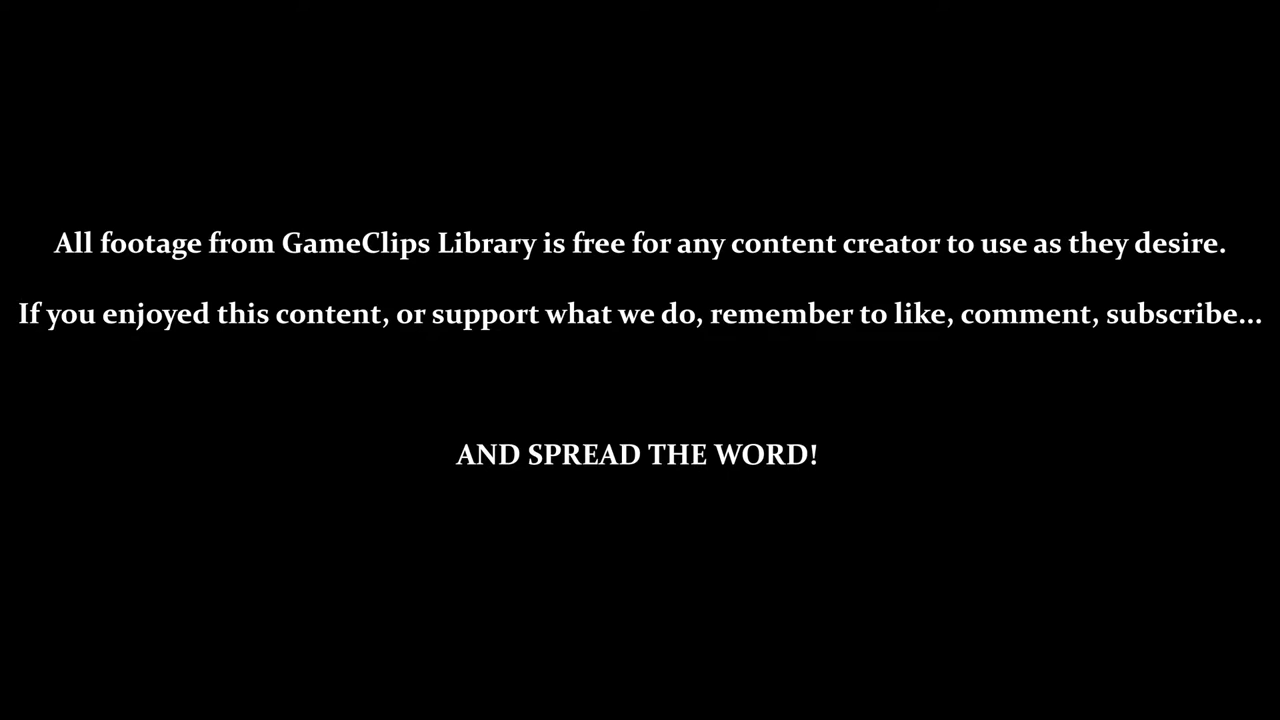 All footage from GameClips Library is free for any content creator to use as they desire.
If you enjoyed this content, or support what we do, remember to like, comment, subscribe...
AND SPREAD THE WORD!